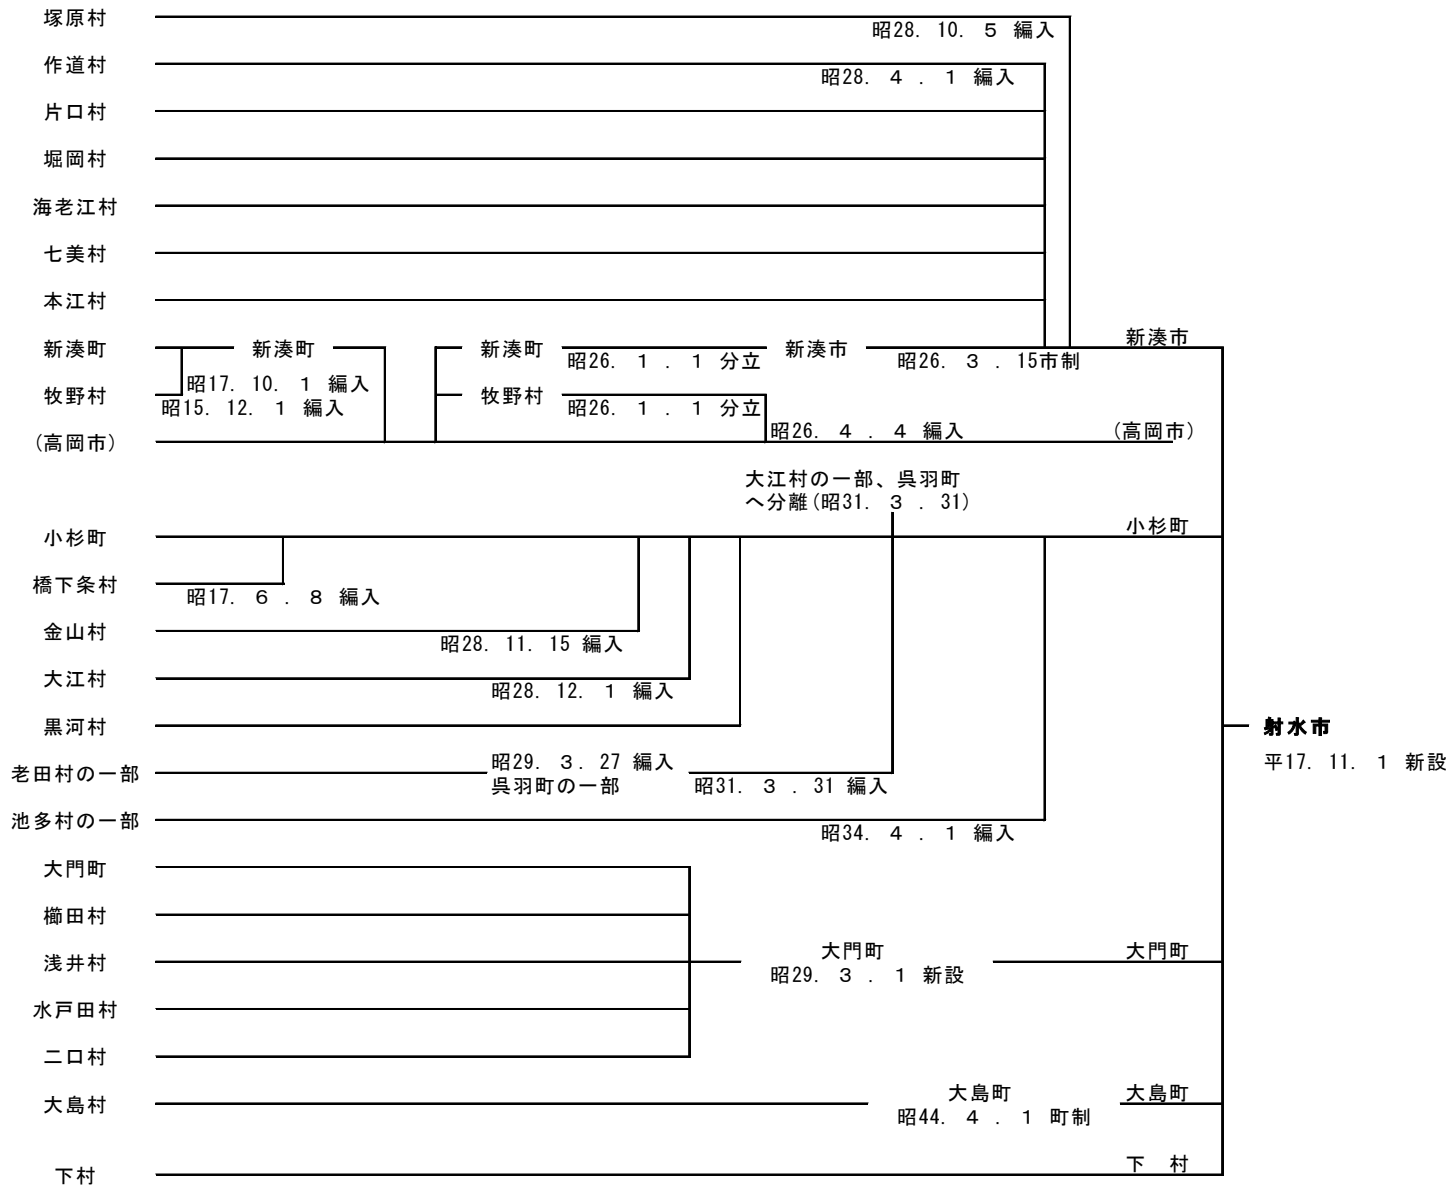 塚原村
昭28. 10. 5 編入
作道村
昭28. 4 . 1 編入
片口村
堀岡村
海老江村
七美村
本江村
新湊市
新湊町 新湊町 新湊町 新湊市
昭26. 1 . 1 分立 昭26. 3 . 15市制
昭17. 10. 1 編入
牧野村 牧野村
昭15. 12. 1 編入 昭26. 1 . 1 分立
(高岡市) 昭26. 4 . 4 編入 (高岡市)
大江村の一部、呉羽町
へ分離(昭31. 3 . 31)
小杉町 小杉町
橋下条村
昭17. 6 . 8 編入
金山村
昭28. 11. 15 編入
大江村
昭28. 12. 1 編入
黒河村 射水市
昭29. 3. 27 編入 平17. 11. 1 新設
老田村の一部
呉羽町の一部 昭31. 3 . 31 編入
池多村の一部
昭34. 4 . 1 編入
大門町
櫛田村
大門町 大門町
浅井村
昭29. 3 . 1 新設
水戸田村
二口村
大島町 大島町
大島村
昭44. 4 . 1 町制
下 村
下村